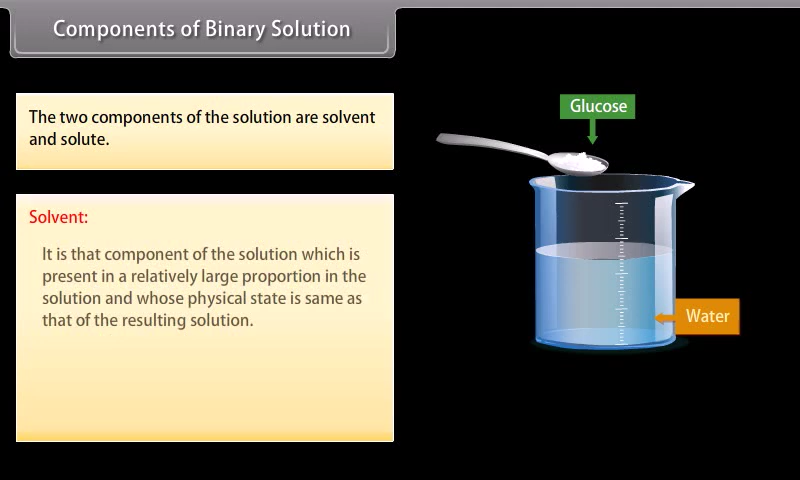 Components of Binary Solution
The two components of the solution are solvent
and solute.
Solvent:
It is that component of the solution which is
present in a relatively large proportion in the
solution and whose physical state is same as
that of the resulting solution.
Glucose
Water